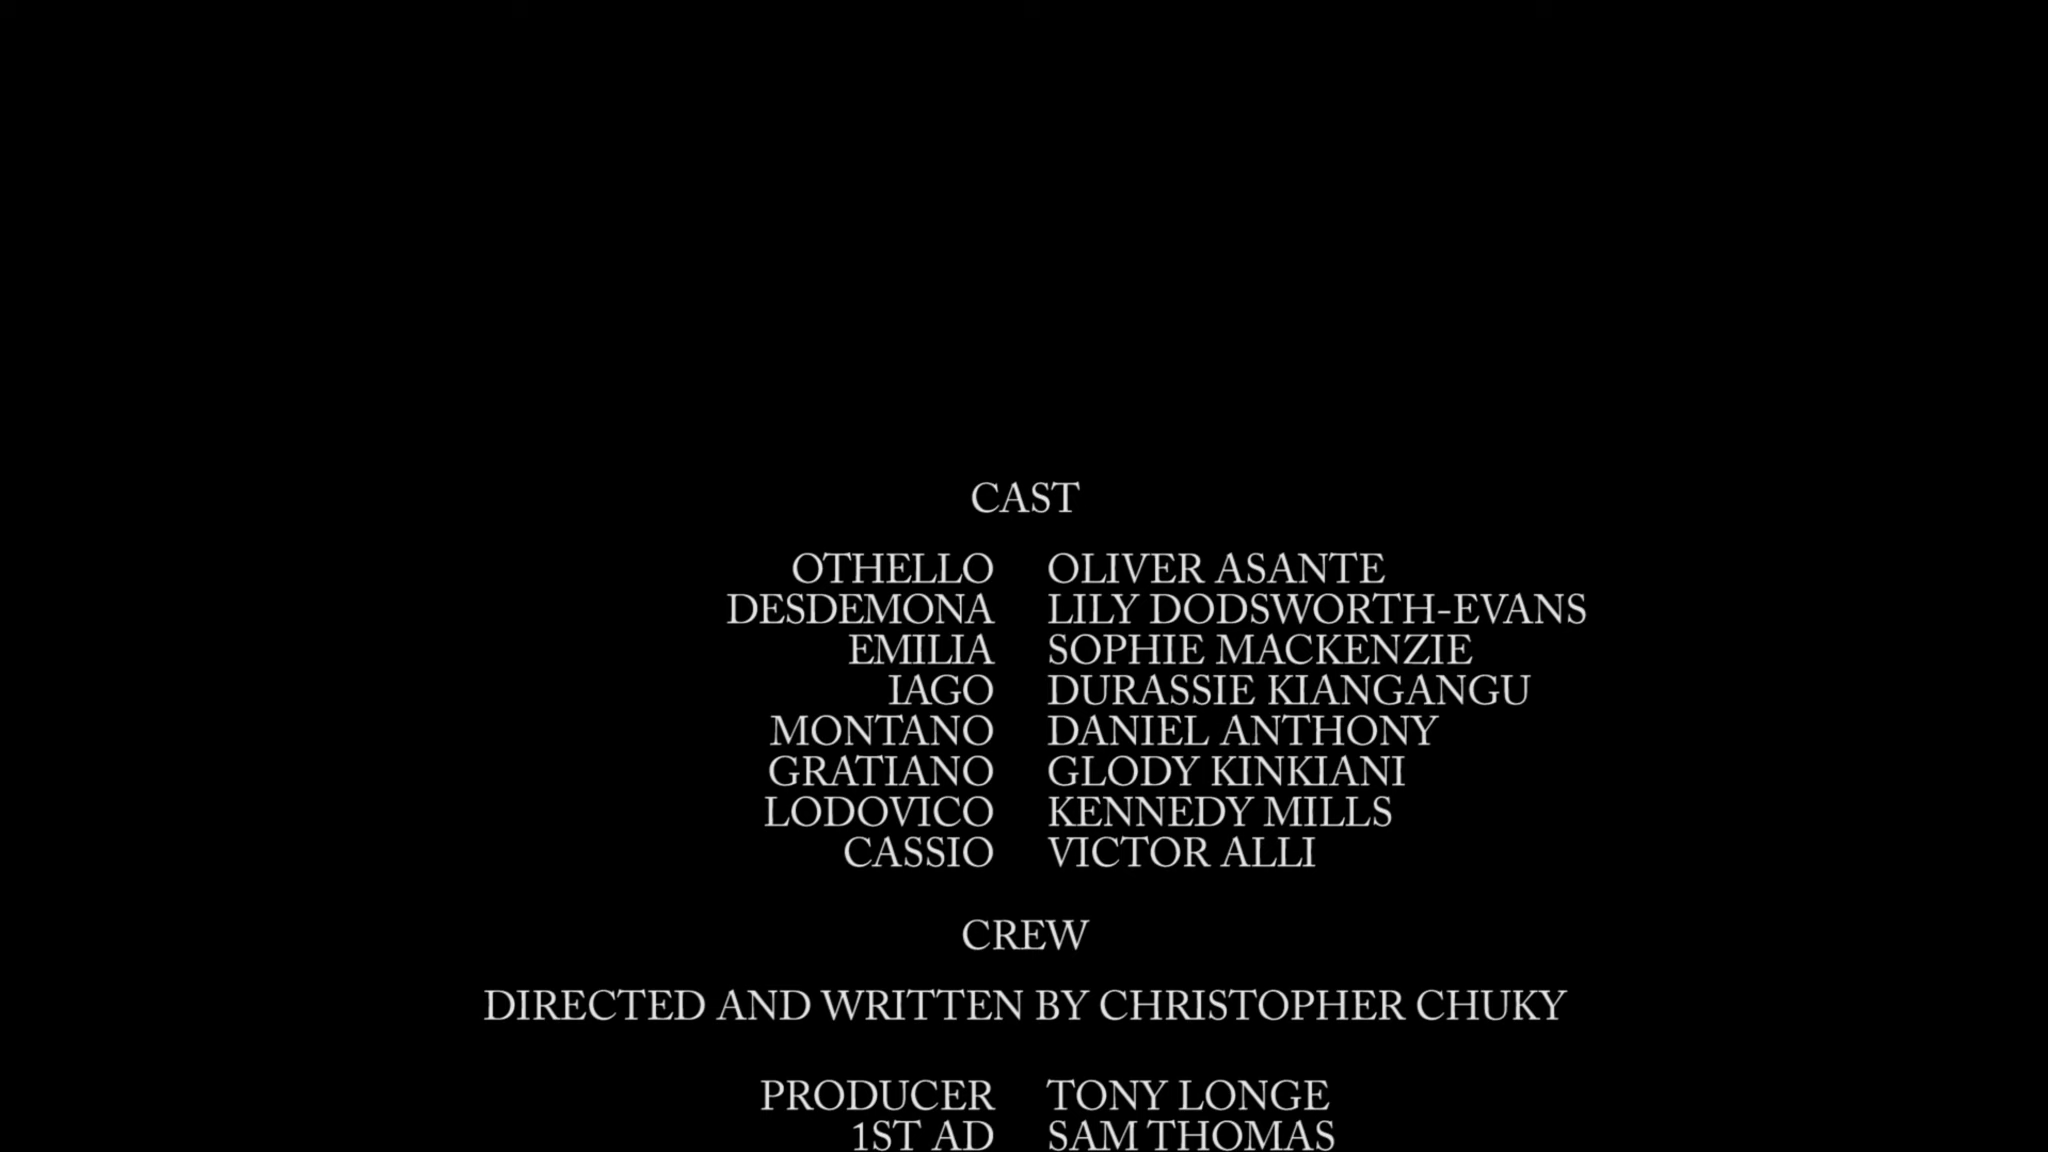 CAST
OTHELLO OLIVER ASANTE
DESDEMONA LILY DODSWORTH-EVANS
EMILIA SOPHIE MACKENZIE
IAGO DURASSIE KIANGANGU
MONTANO DANIEL ANTHONY
GRATIANO GLODY KINKIANI
LODOVICO KENNEDY MILLS
CASSIO VICTOR ALLI
CREW
DIRECTED AND WRITTEN BY CHRISTOPHER CHUKY
PRODUCER TONY LONGE
1ST AD SAM THOMAS